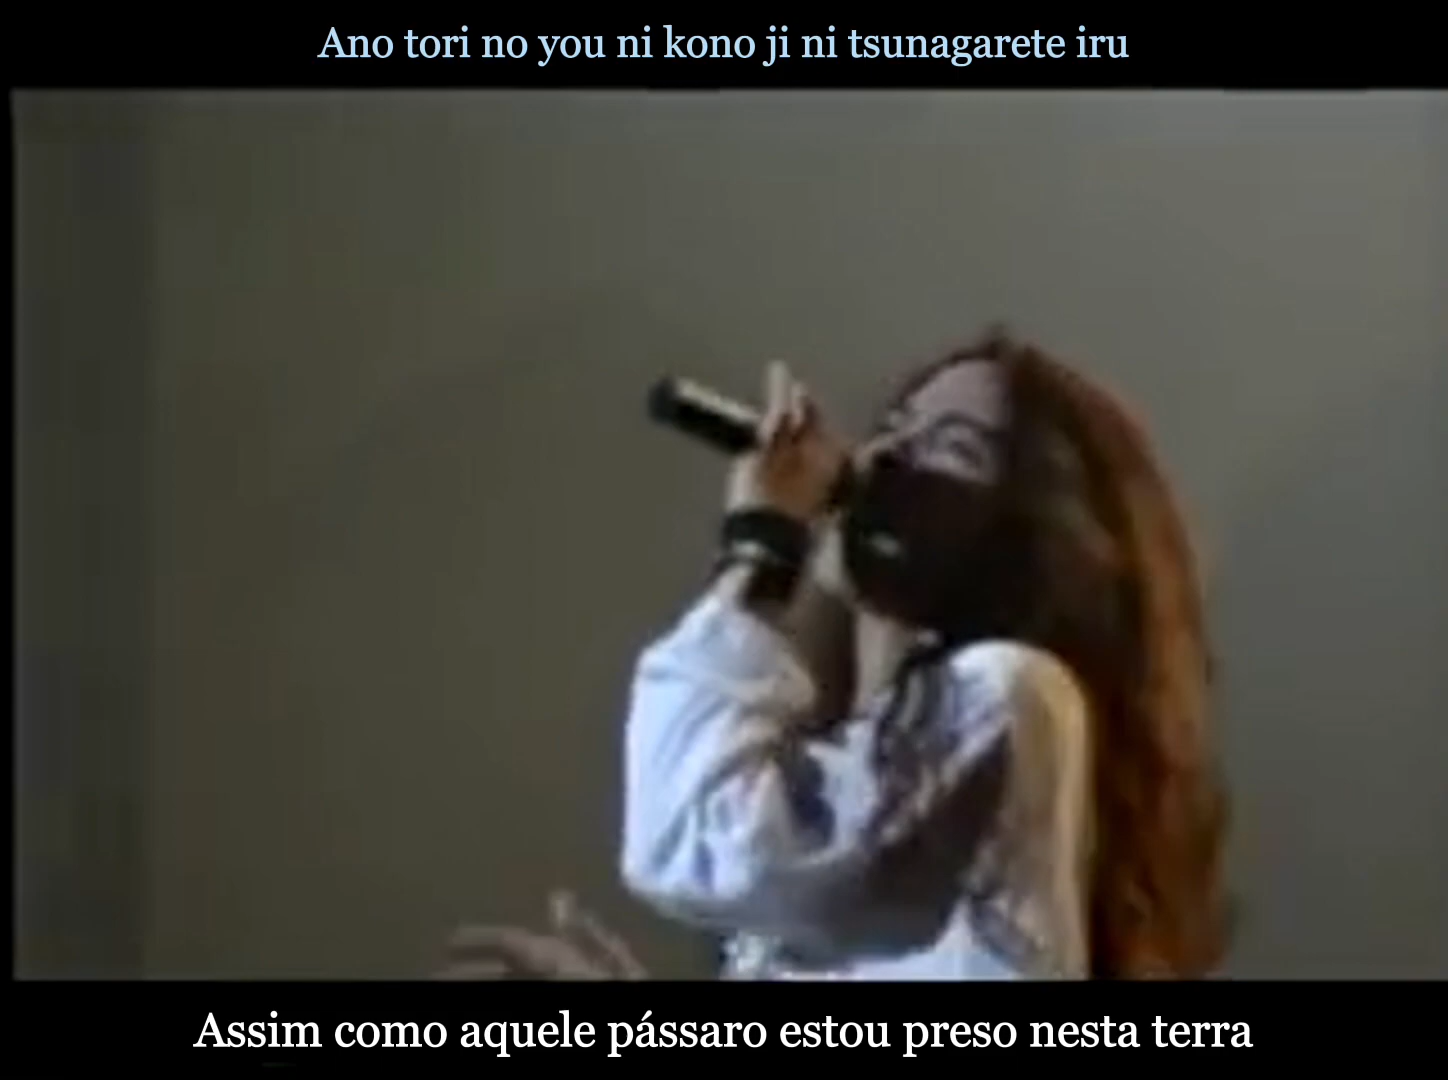 Ano tori no you ni kono ji ni tsunagarete iru
Assim como aquele pássaro estou preso nesta terra